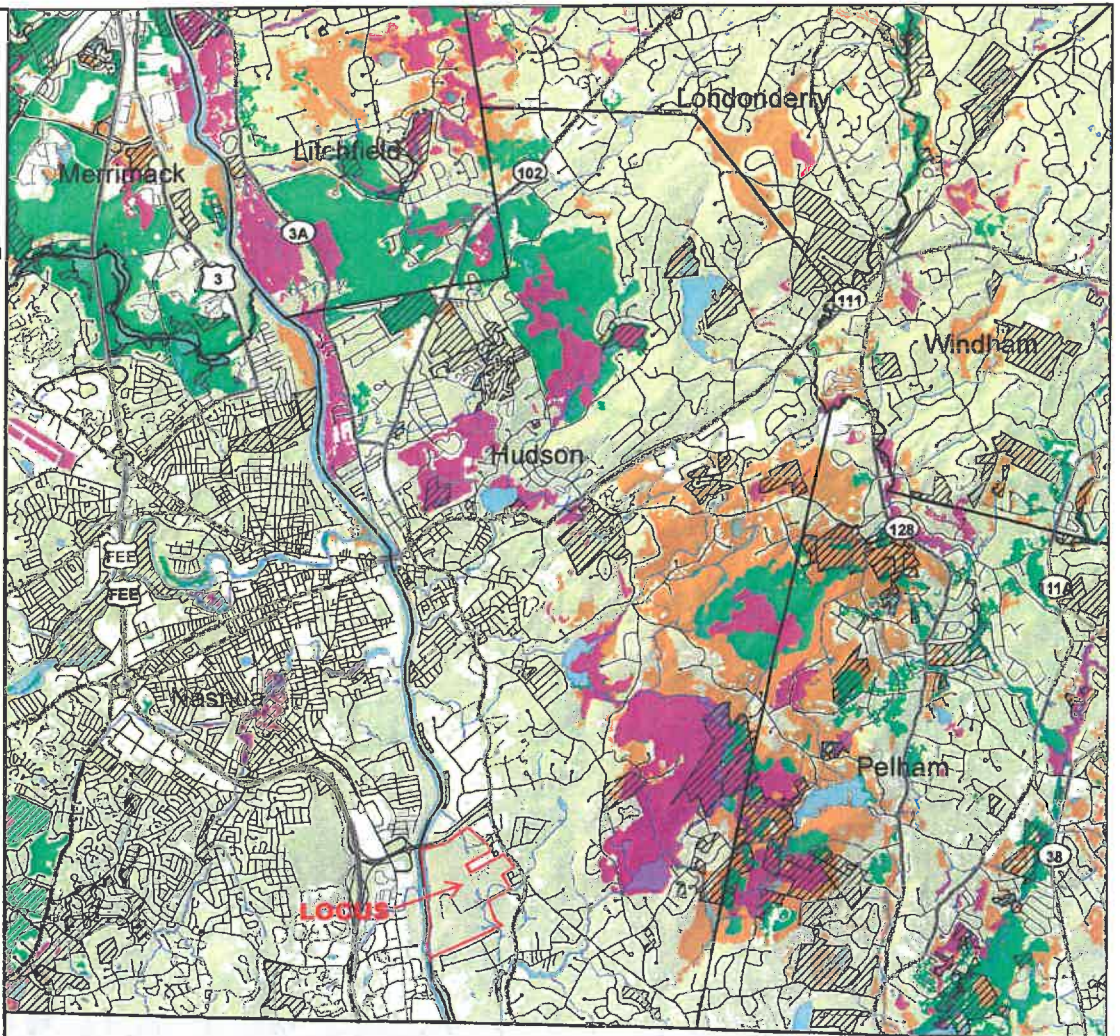 Londonderry
Litchfield
Merrimack
102
3A
3
111
Windham
Hudson
128
FEE
FEE
11A
Nashua
Pelham
38
LOCUS